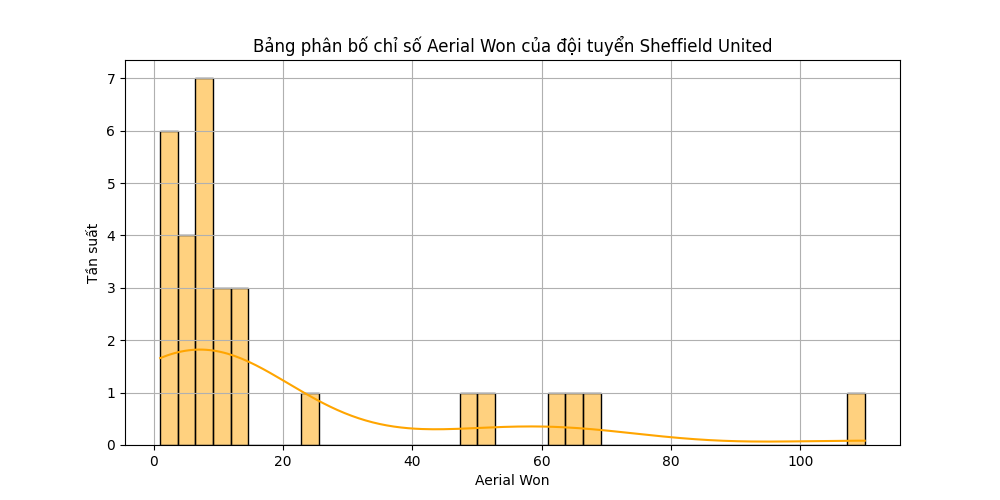 Bảng phân bố chỉ số Aerial Won của đội tuyển Sheffield United
7
6
5
4
3
2
1
0
Tần suất
0 20 40 60 80 100
Aerial Won